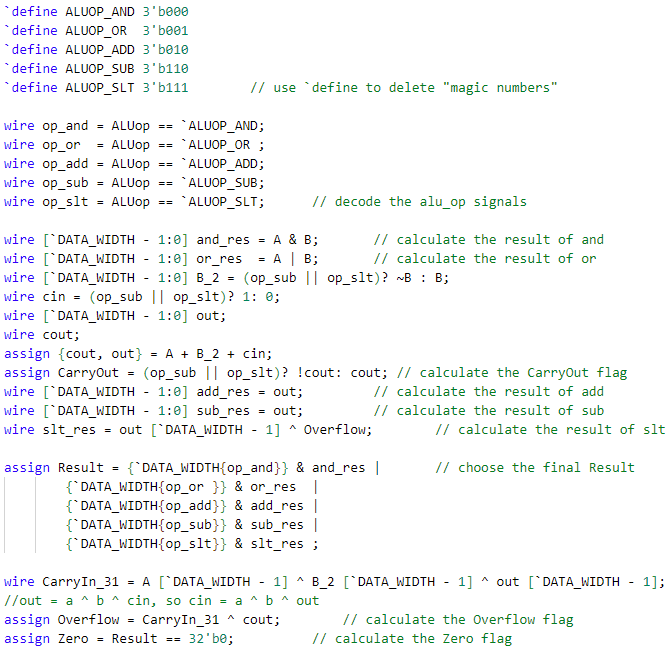 `define ALUOP_AND 3'b000
`define ALUOP_OR  3'b001
`define ALUOP_ADD 3'b010
`define ALUOP_SUB 3'b110
`define ALUOP_SLT 3'b111       // use `define to delete "magic numbers"

wire op_and = ALUop == `ALUOP_AND;
wire op_or  = ALUop == `ALUOP_OR ;
wire op_add = ALUop == `ALUOP_ADD;
wire op_sub = ALUop == `ALUOP_SUB;
wire op_slt = ALUop == `ALUOP_SLT;      // decode the alu_op signals

wire [`DATA_WIDTH - 1:0] and_res = A & B;       // calculate the result of and
wire [`DATA_WIDTH - 1:0] or_res  = A | B;       // calculate the result of or
wire [`DATA_WIDTH - 1:0] B_2 = (op_sub || op_slt)? ~B : B;
wire cin = (op_sub || op_slt)? 1: 0;
wire [`DATA_WIDTH - 1:0] out;
wire cout;
assign {cout, out} = A + B_2 + cin;
assign CarryOut = (op_sub || op_slt)? !cout: cout; // calculate the CarryOut flag
wire [`DATA_WIDTH - 1:0] add_res = out;         // calculate the result of add
wire [`DATA_WIDTH - 1:0] sub_res = out;         // calculate the result of sub
wire slt_res = out [`DATA_WIDTH - 1] ^ Overflow;        // calculate the result of slt

assign Result = {`DATA_WIDTH{op_and}} & and_res |       // choose the final Result
        {`DATA_WIDTH{op_or }} & or_res  |
        {`DATA_WIDTH{op_add}} & add_res |
        {`DATA_WIDTH{op_sub}} & sub_res |
        {`DATA_WIDTH{op_slt}} & slt_res ;

wire CarryIn_31 = A [`DATA_WIDTH - 1] ^ B_2 [`DATA_WIDTH - 1] ^ out [`DATA_WIDTH - 1];
//out = a ^ b ^ cin, so cin = a ^ b ^ out
assign Overflow = CarryIn_31 ^ cout;        // calculate the Overflow flag
assign Zero = Result == 32'b0;          // calculate the Zero flag